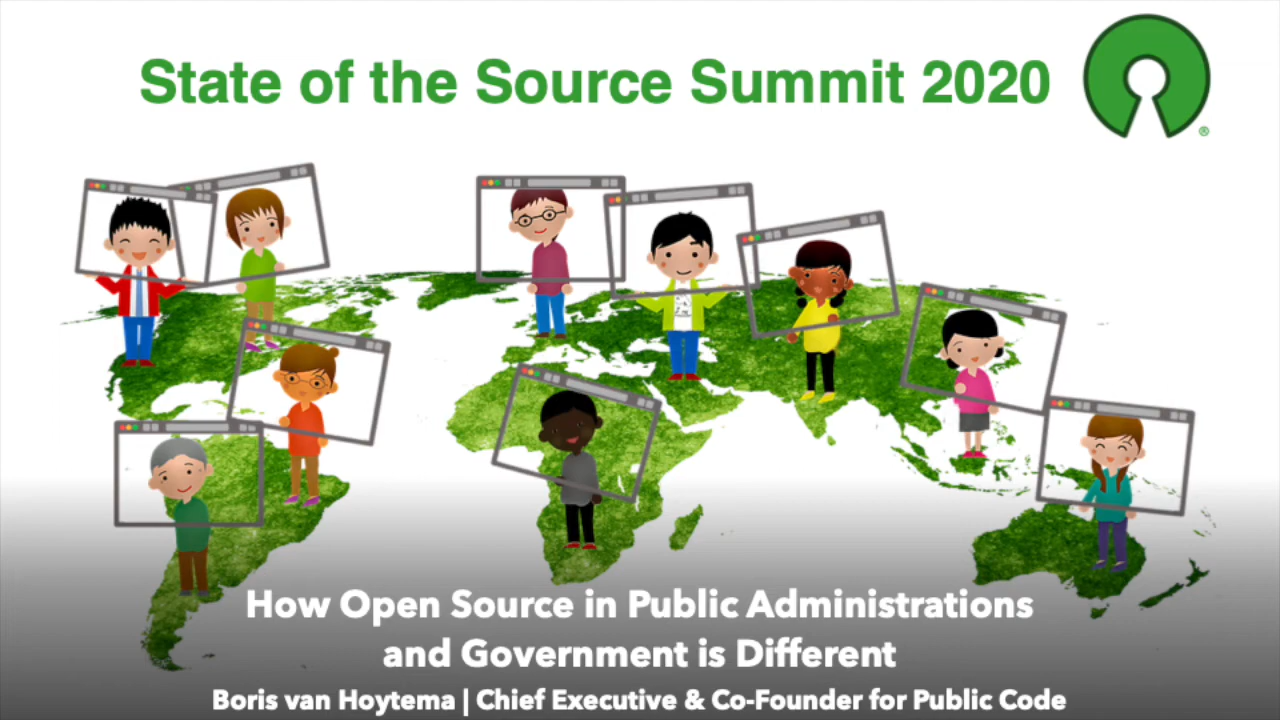 State of the Source Summit 2020
®
How Open Source in Public Administrations
and Government is Different
Boris van Hoytema | Chief Executive & Co-Founder for Public Code